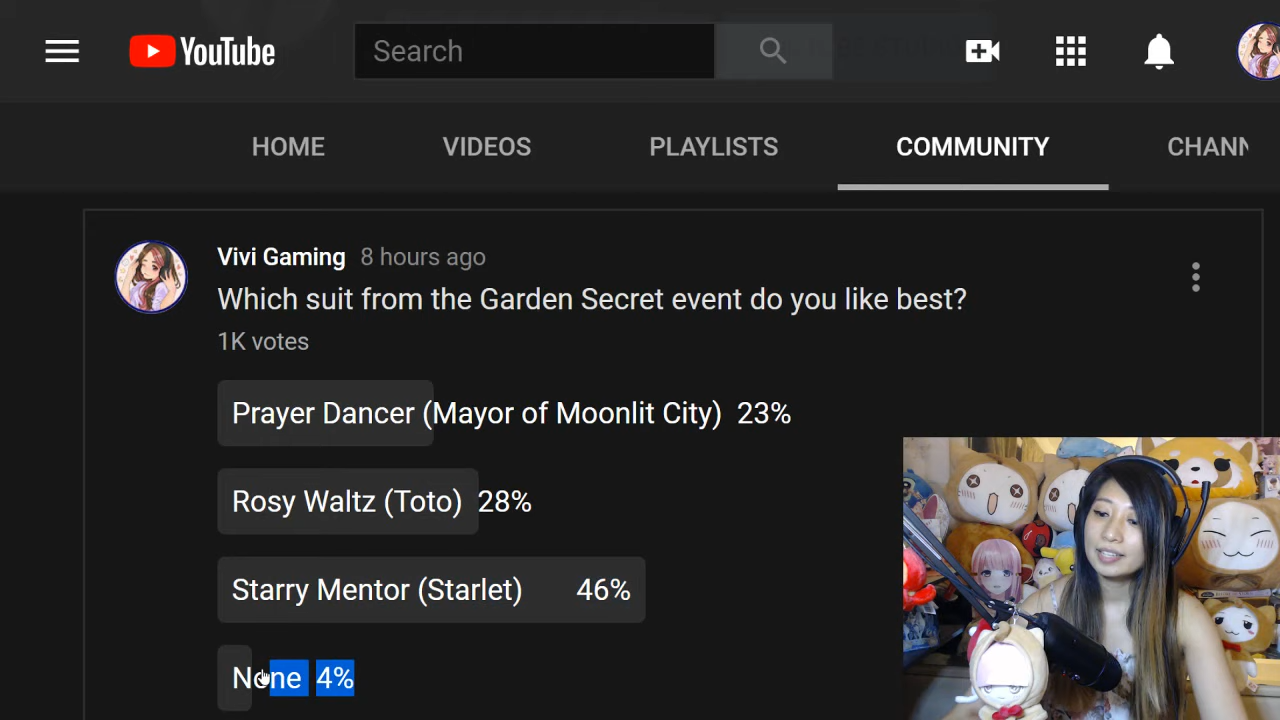 YouTube
Search
HOME VIDEOS PLAYLISTS COMMUNITY CHANN
Vivi Gaming 8 hours ago
Which suit from the Garden Secret event do you like best?
1K votes
Prayer Dancer (Mayor of Moonlit City) 23%
Rosy Waltz (Toto) 28%
Starry Mentor (Starlet) 46%
None 4%